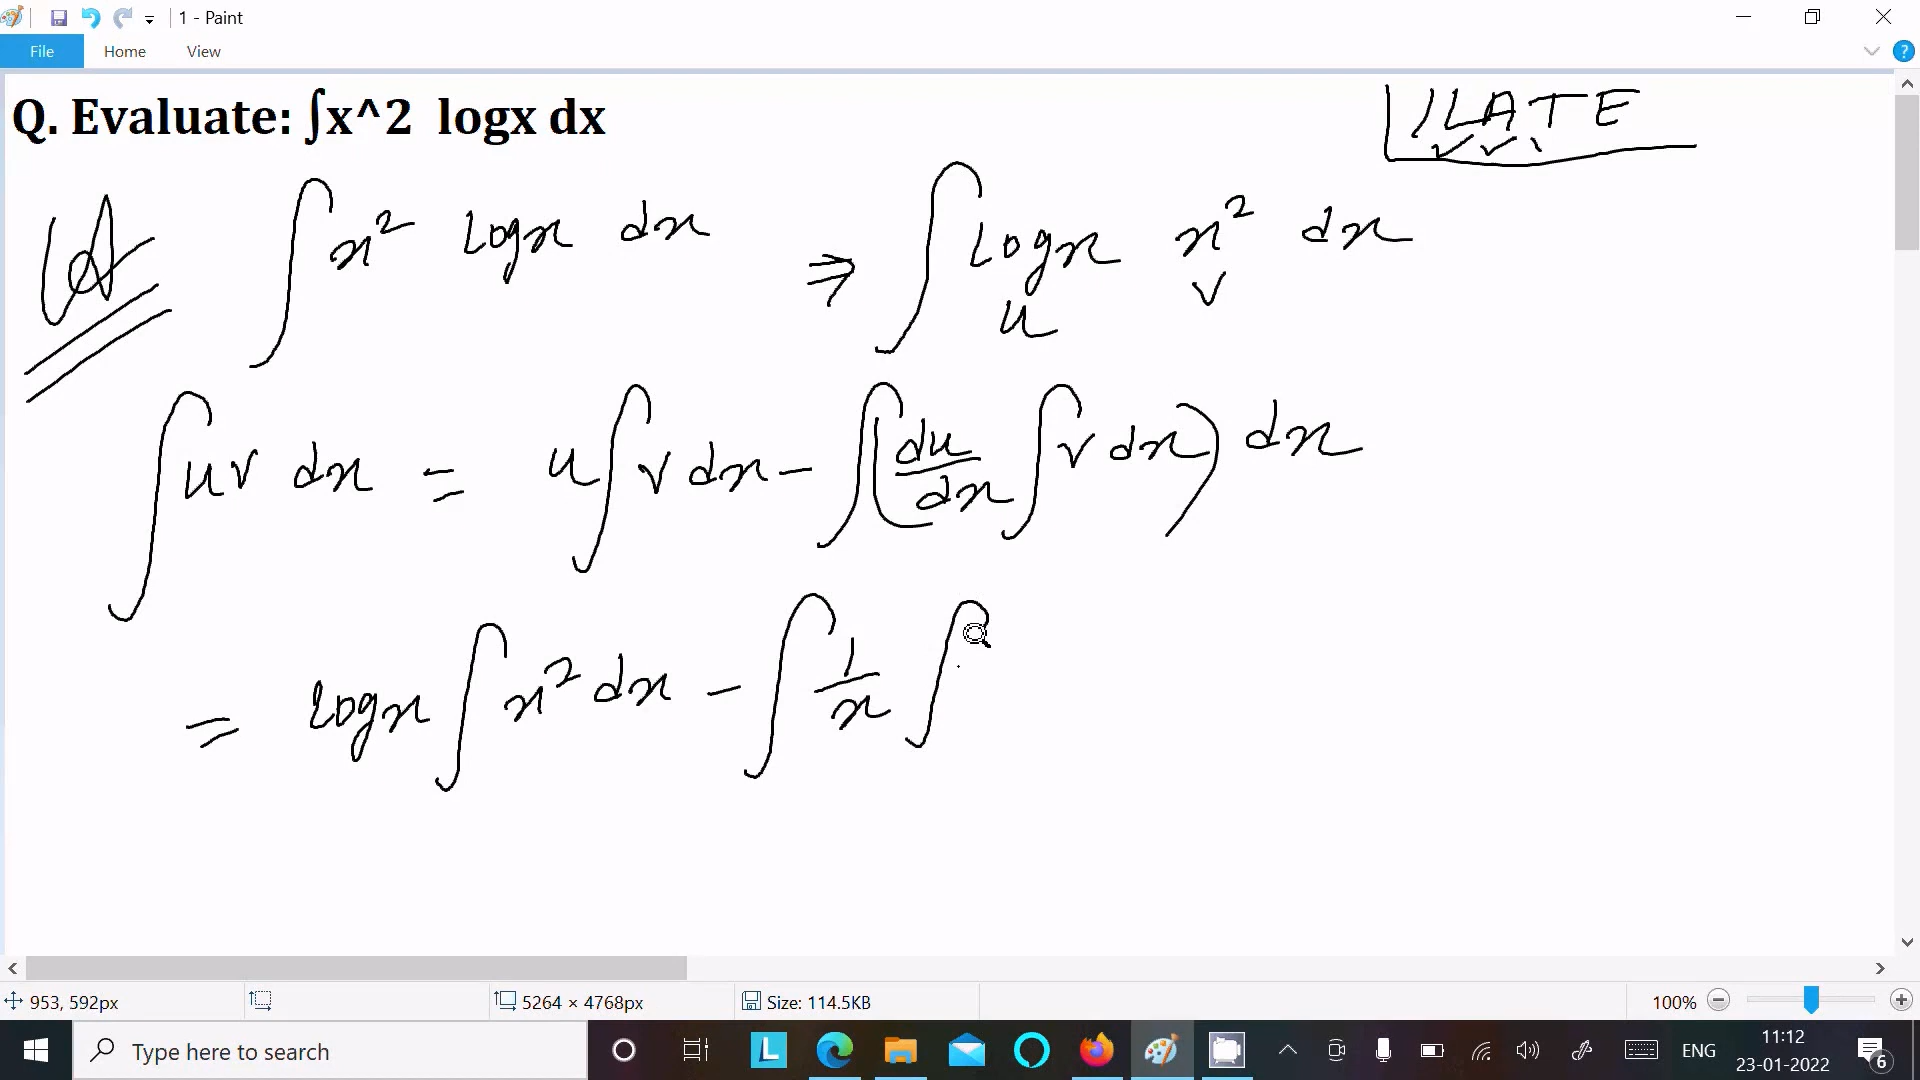 1 - Paint
File Home View
Q. Evaluate: ∫x^2 logx dx
ILATE
∫ x² logx dx ⇒ ∫ logx x² dx
u v
∫ uv dx = u ∫ v dx - ∫ ( du/dx ∫ v dx ) dx
= logx ∫ x² dx - ∫ 1/x ∫
953, 592px 5264 × 4768px Size: 114.5KB 100%
Type here to search L ENG 11:12
23-01-2022 6